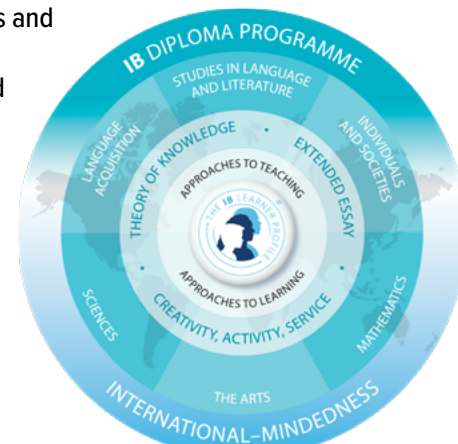 s and
d
IB DIPLOMA PROGRAMME
STUDIES IN LANGUAGE
AND LITERATURE
LANGUAGE
ACQUISITION
INDIVIDUALS
AND SOCIETIES
THEORY OF KNOWLEDGE
EXTENDED ESSAY
APPROACHES TO TEACHING
THE IB LEARNER PROFILE
APPROACHES TO LEARNING
CREATIVITY, ACTIVITY, SERVICE
SCIENCES
MATHEMATICS
THE ARTS
INTERNATIONAL–MINDEDNESS